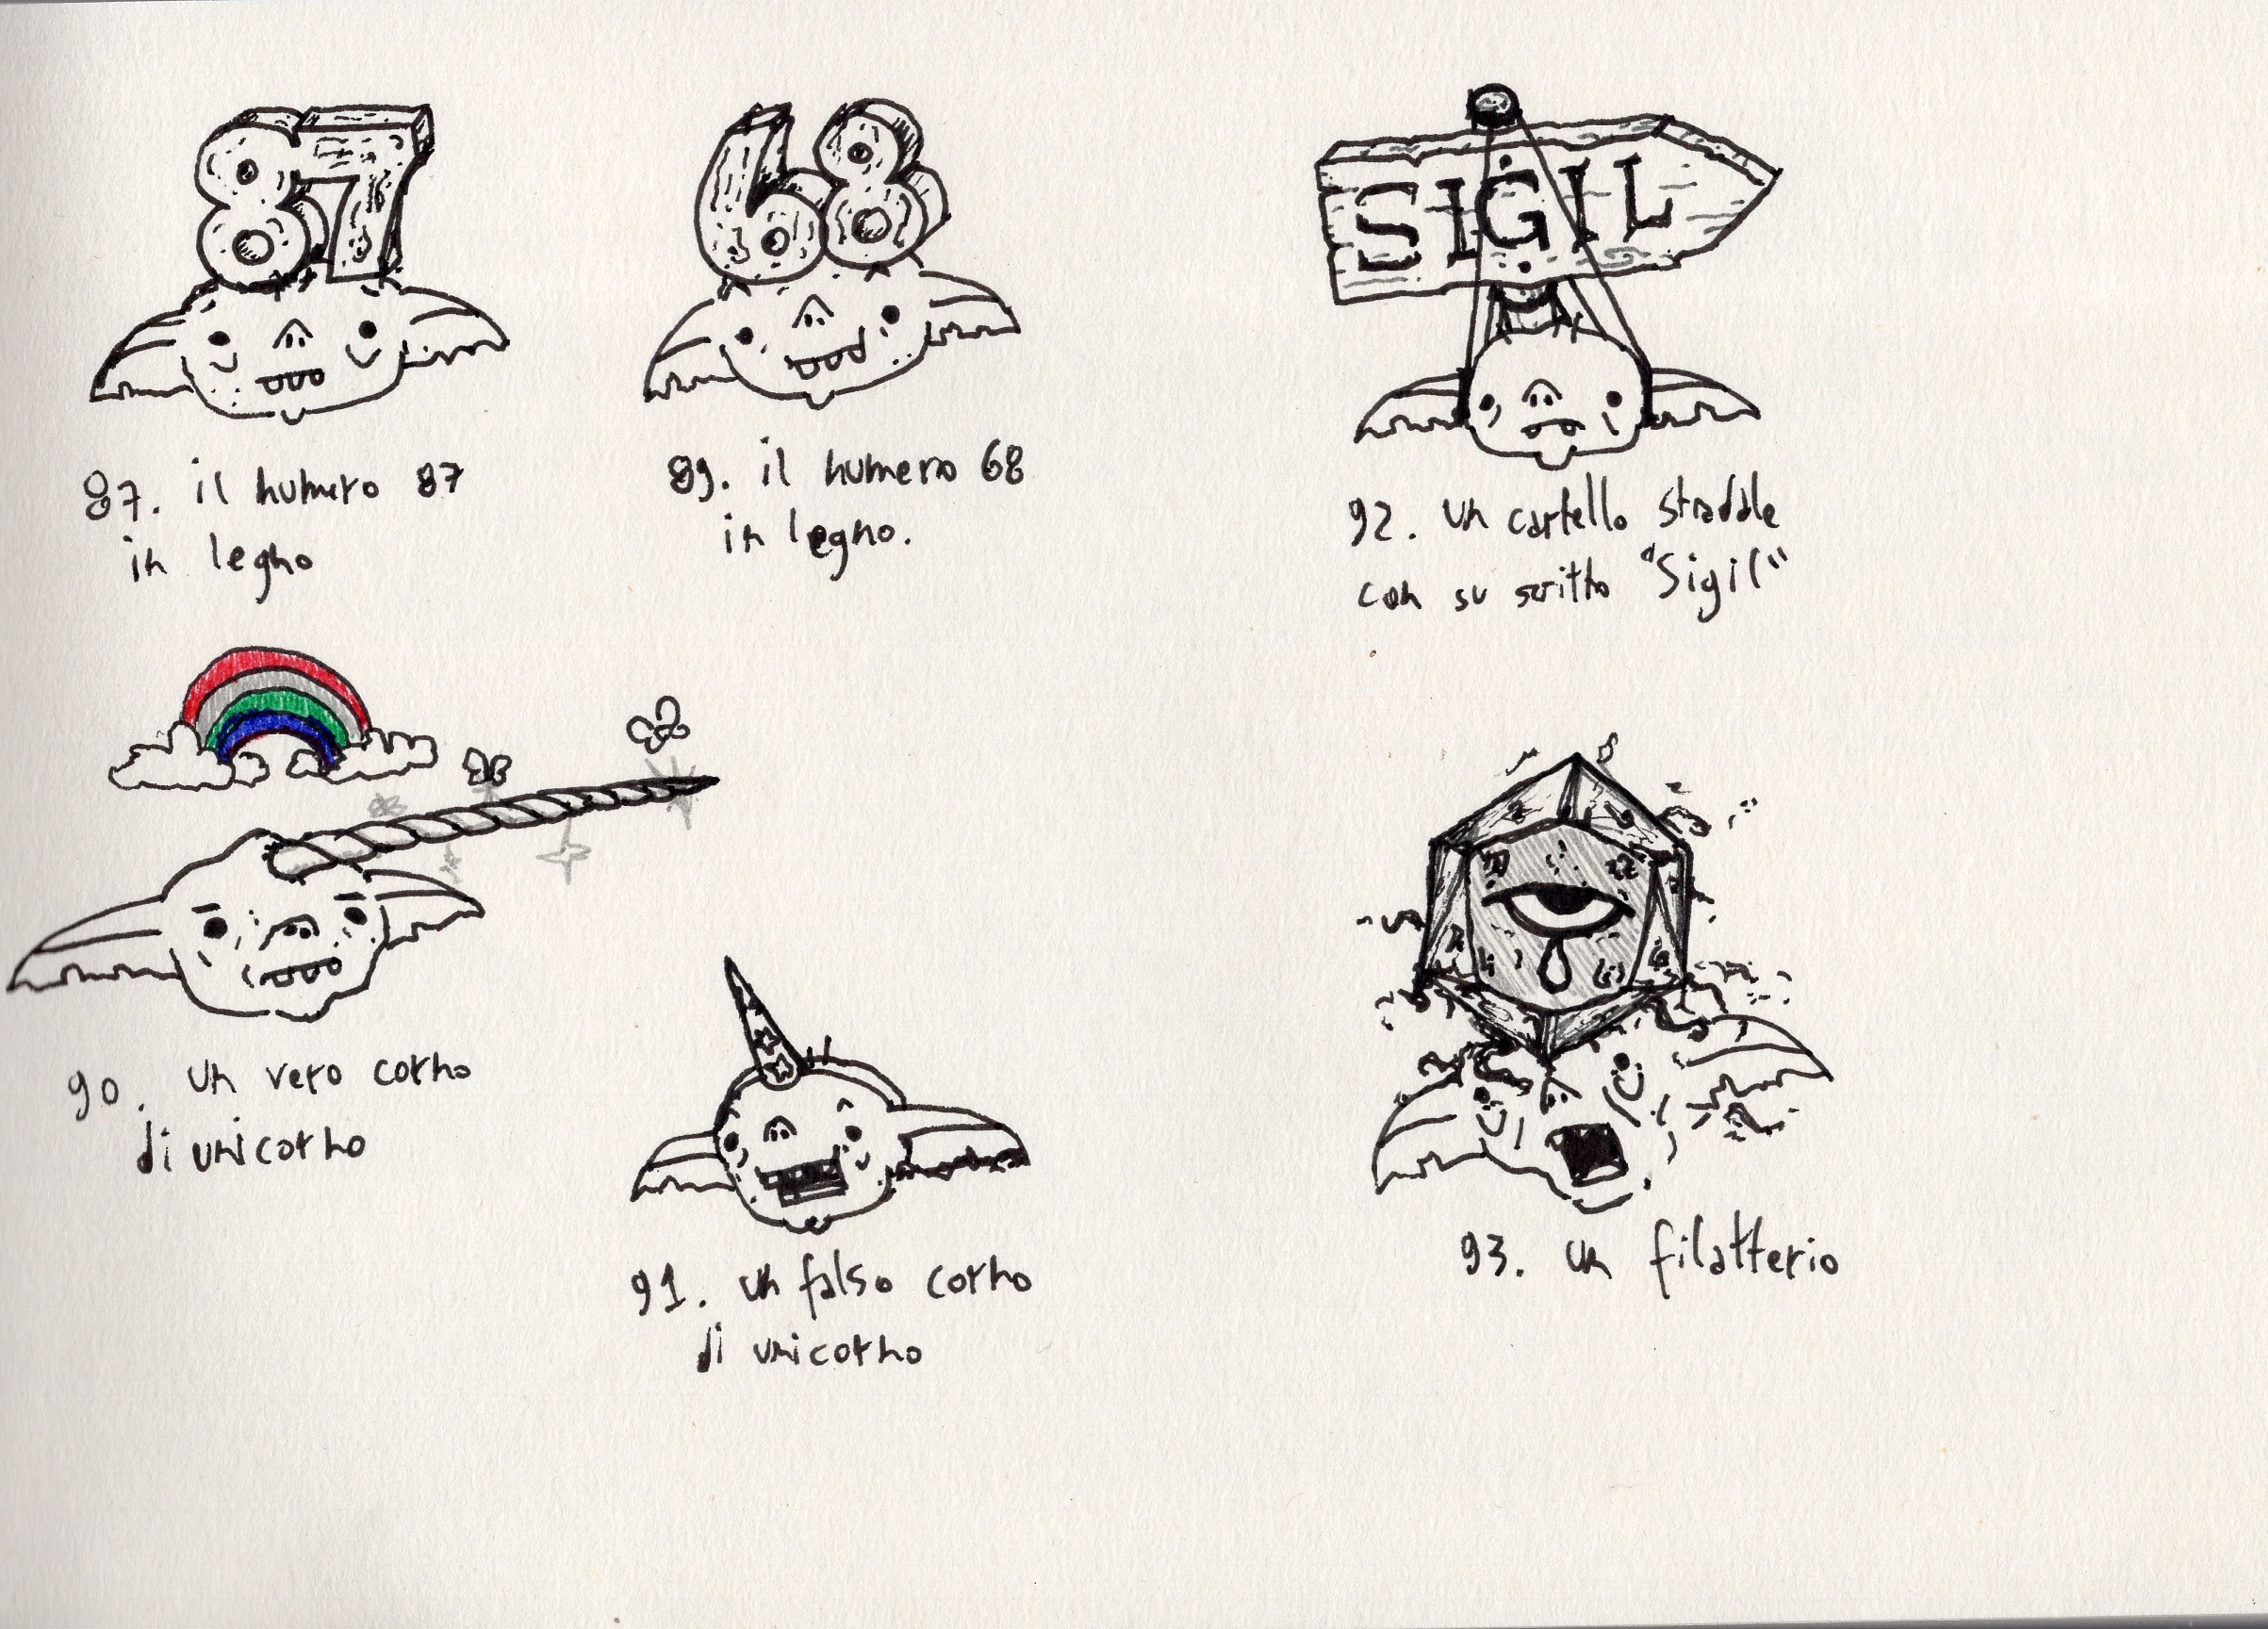 87
87. il numero 87
in legno
68
89. il numero 68
in legno.
SIGIL
92. un cartello stradale
con su scritto "Sigil"
90. un vero corno
di unicorno
91. un falso corno
di unicorno
93. un filatterio